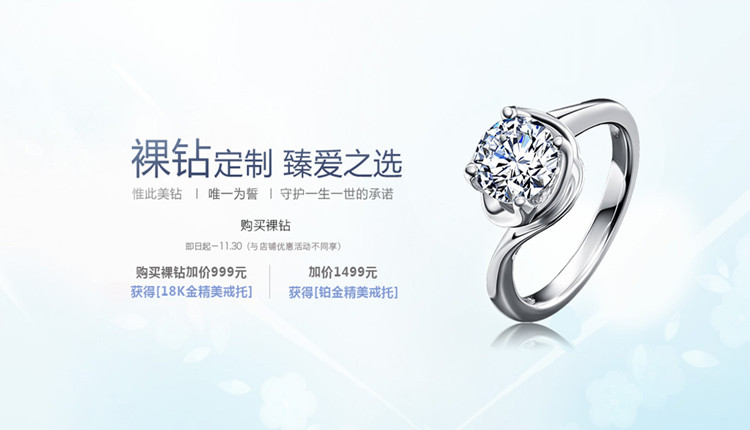 裸钻定制 臻爱之选
惟此美钻 | 唯一为誓 | 守护一生一世的承诺
购买裸钻
即日起-11.30（与店铺优惠活动不同享）
购买裸钻加价999元
获得[18K金精美戒托]
加价1499元
获得[铂金精美戒托]